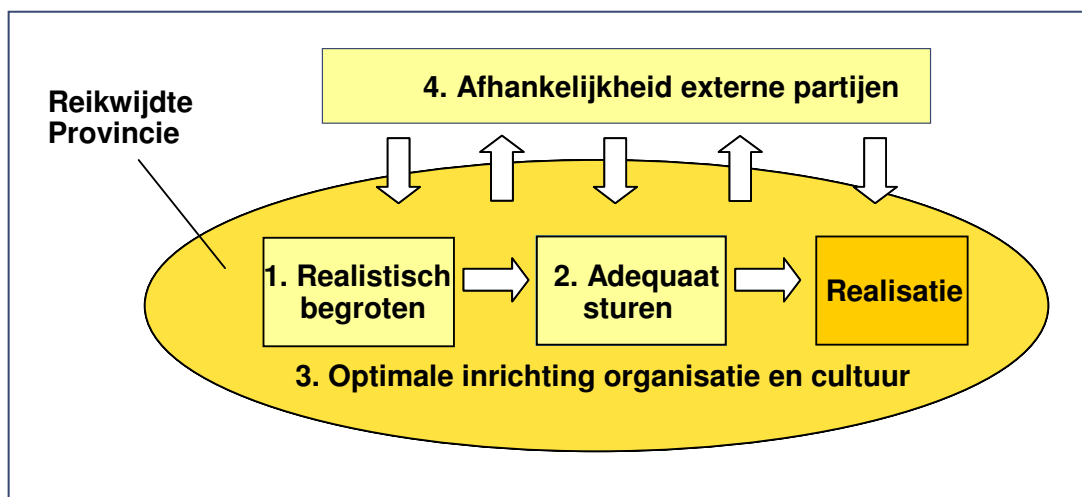 4. Afhankelijkheid externe partijen
Reikwijdte
Provincie
1. Realistisch
begroten
2. Adequaat
sturen
Realisatie
3. Optimale inrichting organisatie en cultuur